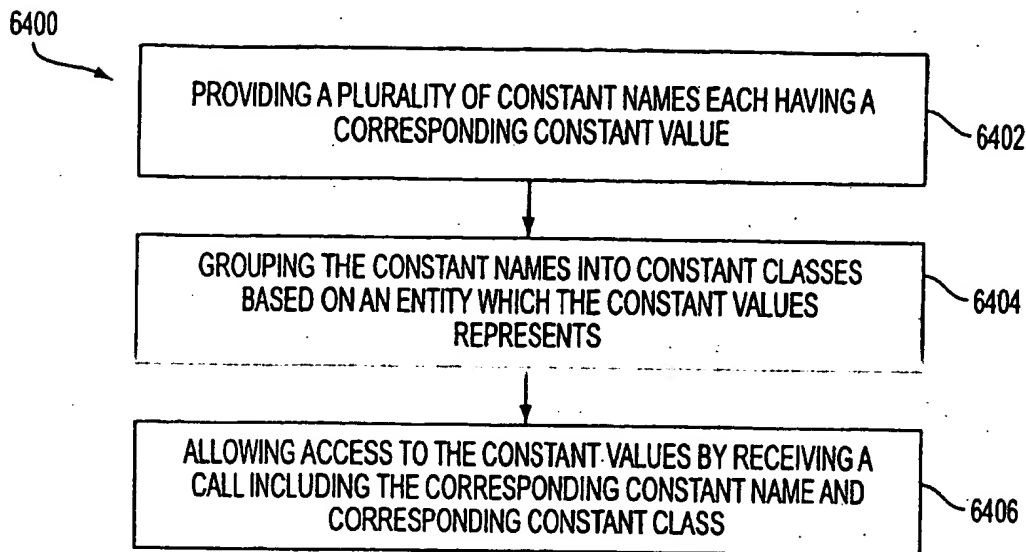 6400
PROVIDING A PLURALITY OF CONSTANT NAMES EACH HAVING A
CORRESPONDING CONSTANT VALUE
6402
GROUPING THE CONSTANT NAMES INTO CONSTANT CLASSES
BASED ON AN ENTITY WHICH THE CONSTANT VALUES
REPRESENTS
6404
ALLOWING ACCESS TO THE CONSTANT VALUES BY RECEIVING A
CALL INCLUDING THE CORRESPONDING CONSTANT NAME AND
CORRESPONDING CONSTANT CLASS
6406